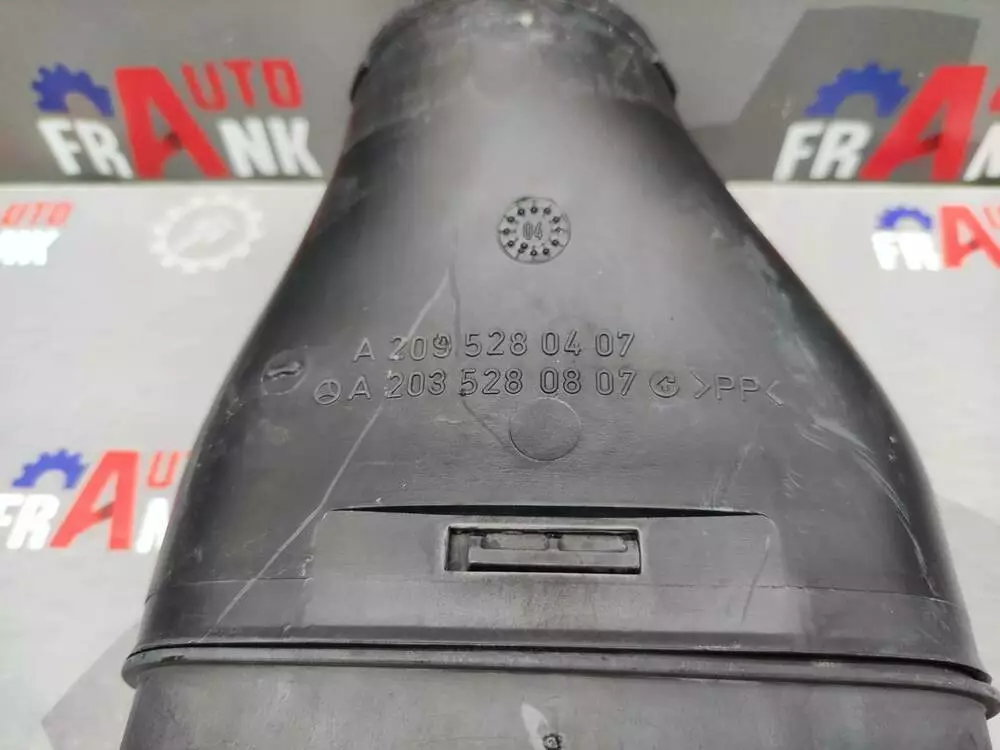 AUTO
FRANK
AUTO
FRANK
AUTO
FRANK
04
A 209 528 04 07
A 203 528 08 07 >PP<
AUTO
FRANK